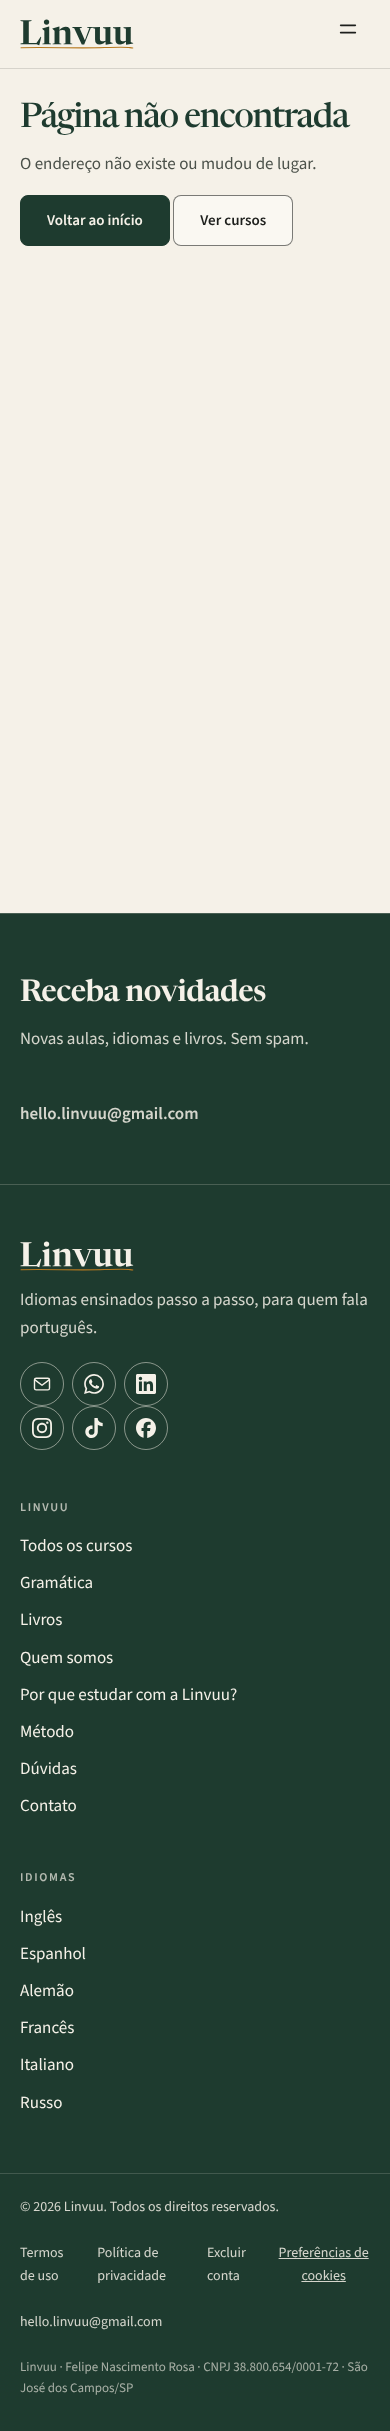 Linvuu
Página não encontrada
O endereço não existe ou mudou de lugar.
Voltar ao início
Ver cursos
Receba novidades
Novas aulas, idiomas e livros. Sem spam.
hello.linvuu@gmail.com
Linvuu
Idiomas ensinados passo a passo, para quem fala
português.
LINVUU
Todos os cursos
Gramática
Livros
Quem somos
Por que estudar com a Linvuu?
Método
Dúvidas
Contato
IDIOMAS
Inglês
Espanhol
Alemão
Francês
Italiano
Russo
© 2026 Linvuu. Todos os direitos reservados.
Termos
de uso
Política de
privacidade
Excluir
conta
Preferências de
cookies
hello.linvuu@gmail.com
Linvuu · Felipe Nascimento Rosa · CNPJ 38.800.654/0001-72 · São
José dos Campos/SP